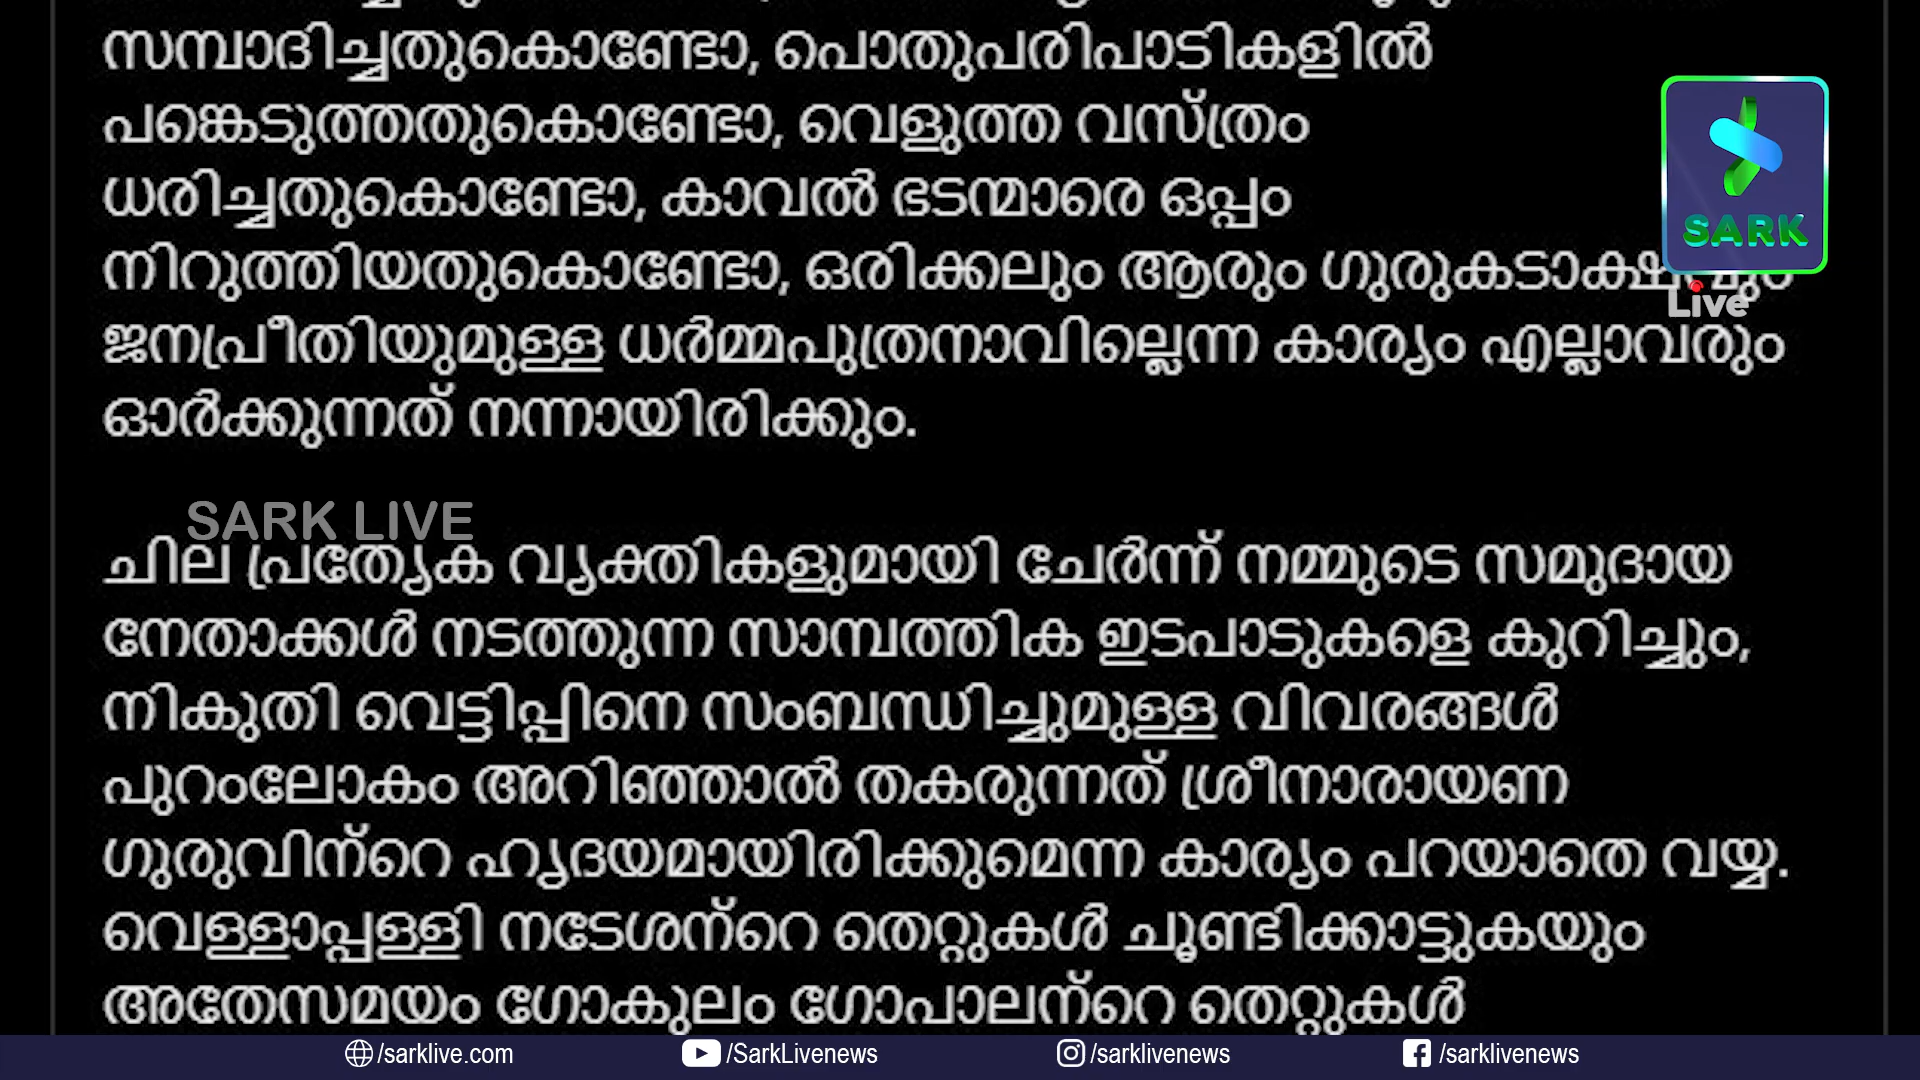 സമ്പാദിച്ചതുകൊണ്ടോ, പൊതുപരിപാടികളിൽ
പങ്കെടുത്തതുകൊണ്ടോ, വെളുത്ത വസ്ത്രം
ധരിച്ചതുകൊണ്ടോ, കാവൽ ഭടന്മാരെ ഒപ്പം
നിറുത്തിയതുകൊണ്ടോ, ഒരിക്കലും ആരും ഗുരുകടാക്ഷവും
ജനപ്രീതിയുമുള്ള ധർമ്മപുത്രനാവില്ലെന്ന കാര്യം എല്ലാവരും
ഓർക്കുന്നത് നന്നായിരിക്കും.
SARK
Live
SARK LIVE
ചില പ്രത്യേക വ്യക്തികളുമായി ചേർന്ന് നമ്മുടെ സമുദായ
നേതാക്കൾ നടത്തുന്ന സാമ്പത്തിക ഇടപാടുകളെ കുറിച്ചും,
നികുതി വെട്ടിപ്പിനെ സംബന്ധിച്ചുമുള്ള വിവരങ്ങൾ
പുറംലോകം അറിഞ്ഞാൽ തകരുന്നത് ശ്രീനാരായണ
ഗുരുവിന്റെ ഹൃദയമായിരിക്കുമെന്ന കാര്യം പറയാതെ വയ്യ.
വെള്ളാപ്പള്ളി നടേശന്റെ തെറ്റുകൾ ചൂണ്ടിക്കാട്ടുകയും
അതേസമയം ഗോകുലം ഗോപാലന്റെ തെറ്റുകൾ
/sarklive.com /SarkLivenews /sarklivenews /sarklivenews